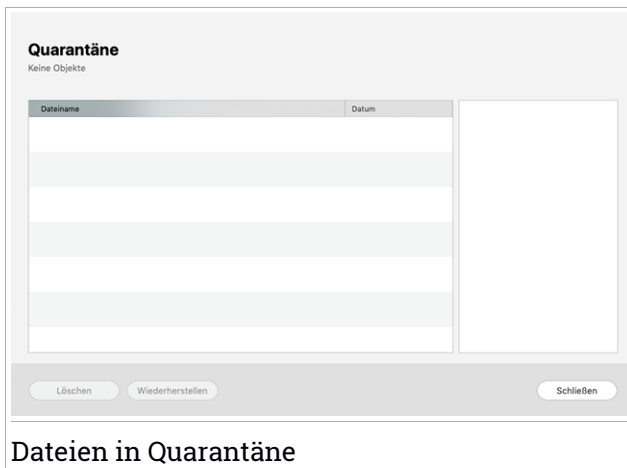 Quarantäne
Keine Objekte
Dateiname Datum
Löschen Wiederherstellen Schließen
Dateien in Quarantäne